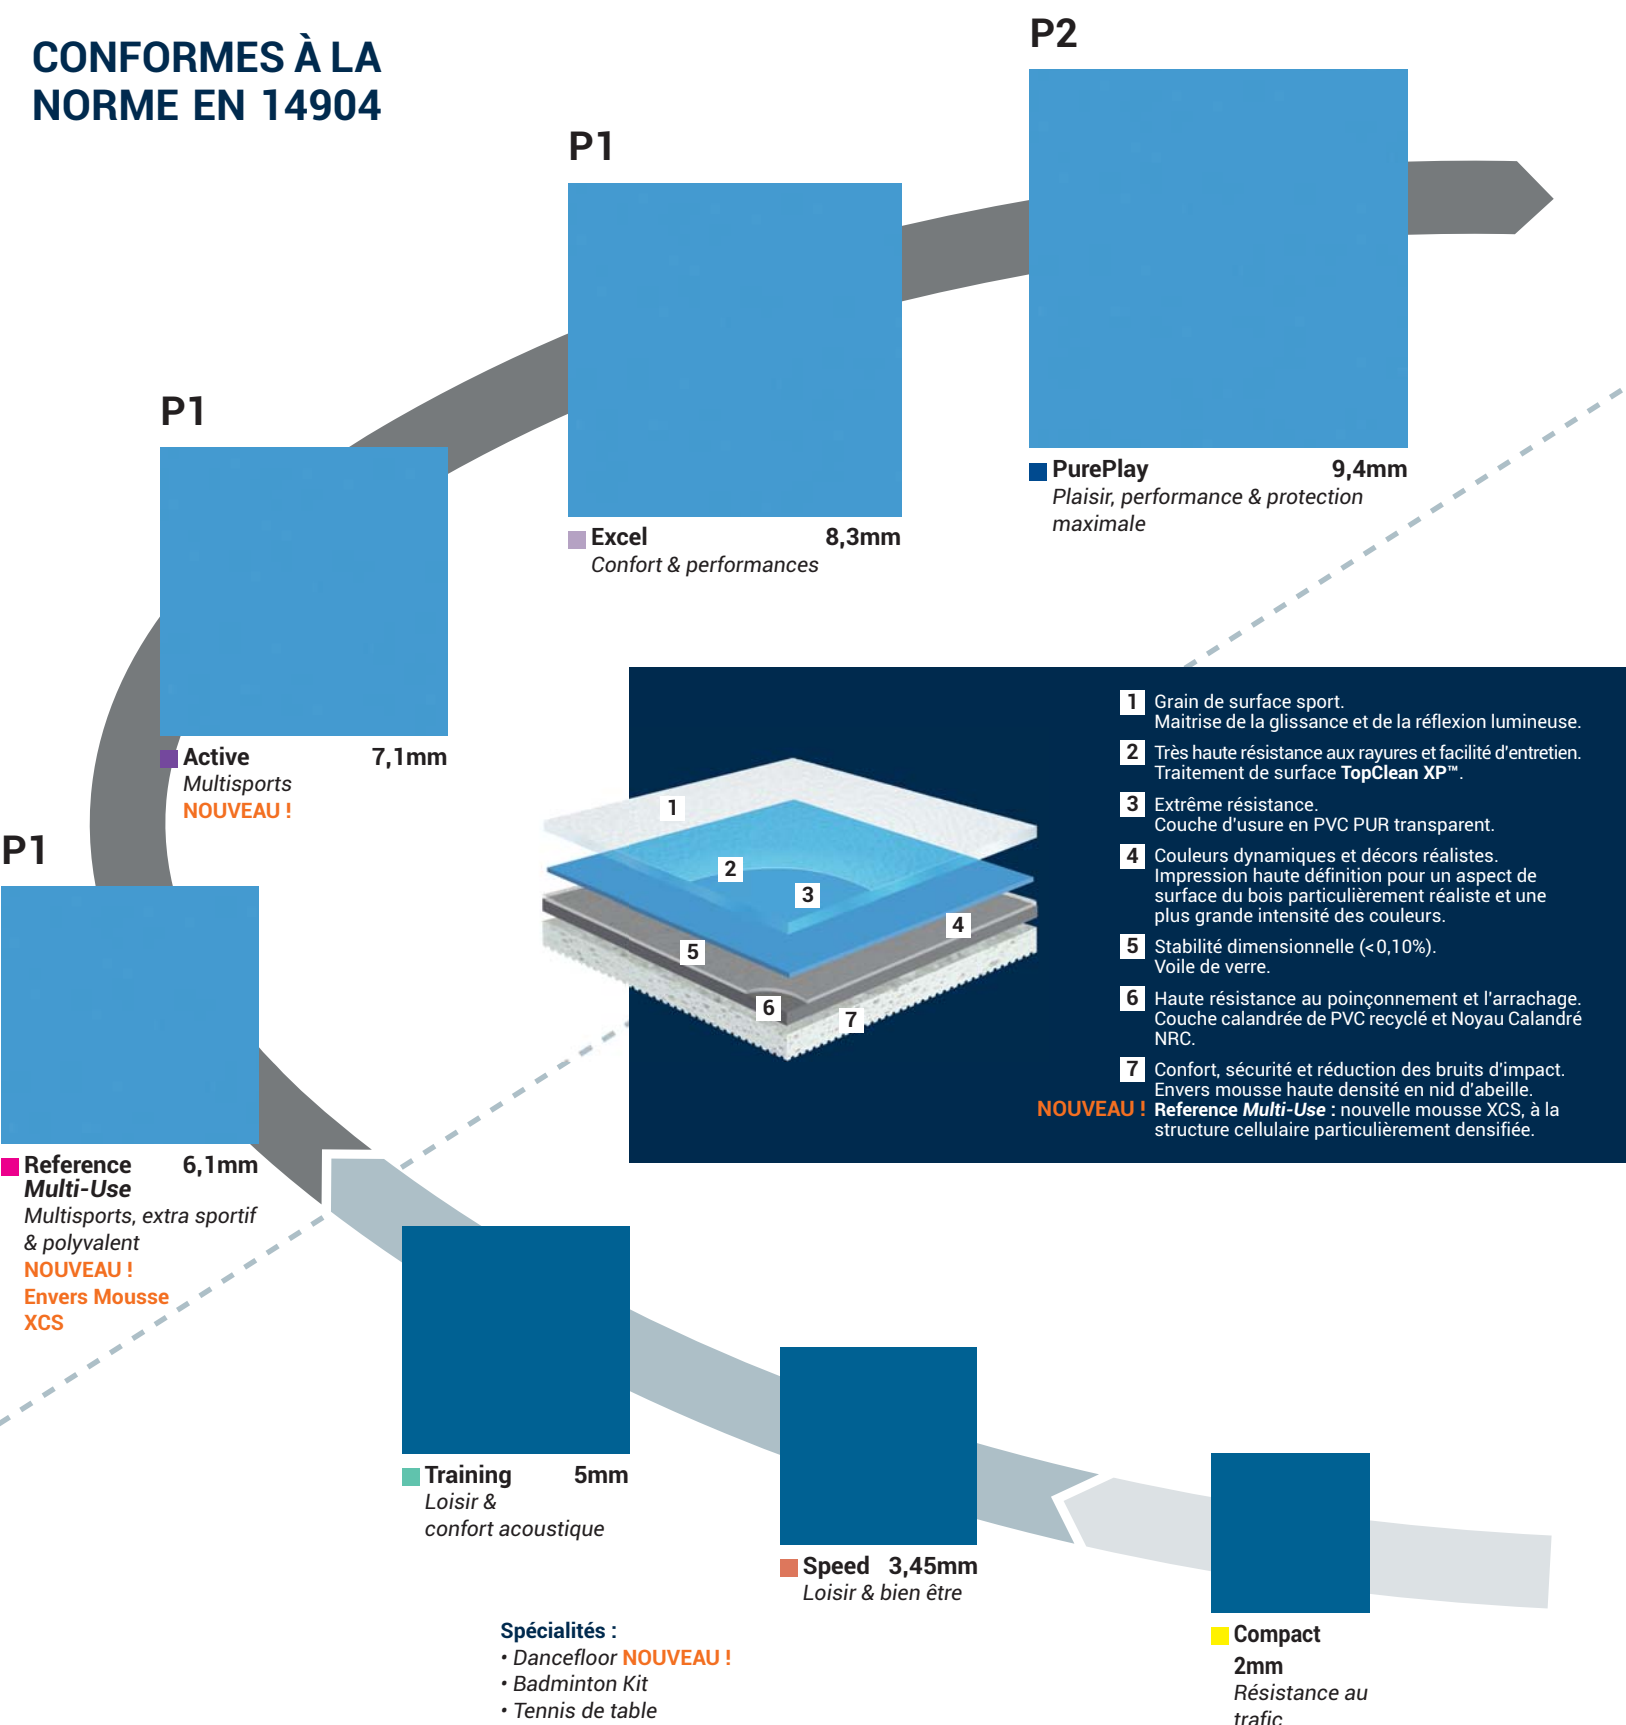 CONFORMES À LA
NORME EN 14904
P2
P1
PurePlay 9,4mm
Plaisir, performance & protection
maximale
Excel 8,3mm
Confort & performances
P1
Active 7,1mm
Multisports
NOUVEAU !
P1
Reference 6,1mm
Multi-Use
Multisports, extra sportif
& polyvalent
NOUVEAU !
Envers Mousse
XCS
1
2
3
4
5
6
7
1 Grain de surface sport.
Maitrise de la glissance et de la réflexion lumineuse.
2 Très haute résistance aux rayures et facilité d'entretien.
Traitement de surface TopClean XP™.
3 Extrême résistance.
Couche d'usure en PVC PUR transparent.
4 Couleurs dynamiques et décors réalistes.
Impression haute définition pour un aspect de
surface du bois particulièrement réaliste et une
plus grande intensité des couleurs.
5 Stabilité dimensionnelle (<0,10%).
Voile de verre.
6 Haute résistance au poinçonnement et l'arrachage.
Couche calandrée de PVC recyclé et Noyau Calandré
NRC.
7 Confort, sécurité et réduction des bruits d'impact.
Envers mousse haute densité en nid d'abeille.
NOUVEAU ! Reference Multi-Use : nouvelle mousse XCS, à la
structure cellulaire particulièrement densifiée.
Training 5mm
Loisir &
confort acoustique
Speed 3,45mm
Loisir & bien être
Compact
2mm
Résistance au
trafic
Spécialités :
• Dancefloor NOUVEAU !
• Badminton Kit
• Tennis de table